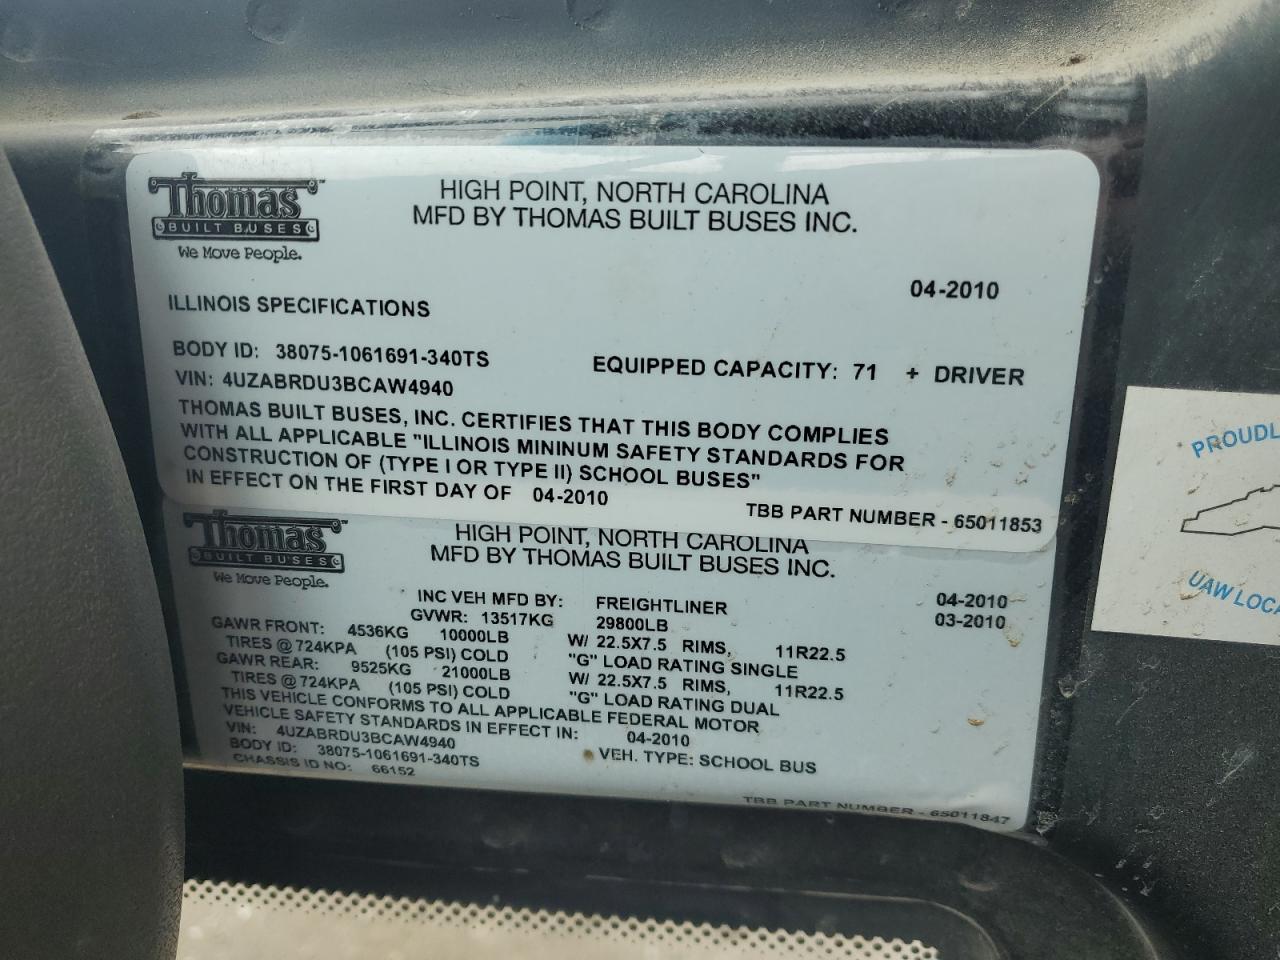 Thomas™
BUILT BUSES
We Move People.
HIGH POINT, NORTH CAROLINA
MFD BY THOMAS BUILT BUSES INC.
04-2010
ILLINOIS SPECIFICATIONS
BODY ID: 38075-1061691-340TS
EQUIPPED CAPACITY: 71 + DRIVER
VIN: 4UZABRDU3BCAW4940
THOMAS BUILT BUSES, INC. CERTIFIES THAT THIS BODY COMPLIES
WITH ALL APPLICABLE "ILLINOIS MININUM SAFETY STANDARDS FOR
CONSTRUCTION OF (TYPE I OR TYPE II) SCHOOL BUSES"
IN EFFECT ON THE FIRST DAY OF 04-2010
TBB PART NUMBER - 65011853
Thomas™
BUILT BUSES
We Move People.
HIGH POINT, NORTH CAROLINA
MFD BY THOMAS BUILT BUSES INC.
INC VEH MFD BY: FREIGHTLINER 04-2010
GVWR: 13517KG 29800LB 03-2010
GAWR FRONT: 4536KG 10000LB W/ 22.5X7.5 RIMS, 11R22.5
TIRES @ 724KPA (105 PSI) COLD "G" LOAD RATING SINGLE
GAWR REAR: 9525KG 21000LB W/ 22.5X7.5 RIMS, 11R22.5
TIRES @ 724KPA (105 PSI) COLD "G" LOAD RATING DUAL
THIS VEHICLE CONFORMS TO ALL APPLICABLE FEDERAL MOTOR
VEHICLE SAFETY STANDARDS IN EFFECT IN: 04-2010
VIN: 4UZABRDU3BCAW4940
BODY ID: 38075-1061691-340TS VEH. TYPE: SCHOOL BUS
CHASSIS ID NO: 66152
TBB PART NUMBER - 65011847
PROUDL
UAW LOCA